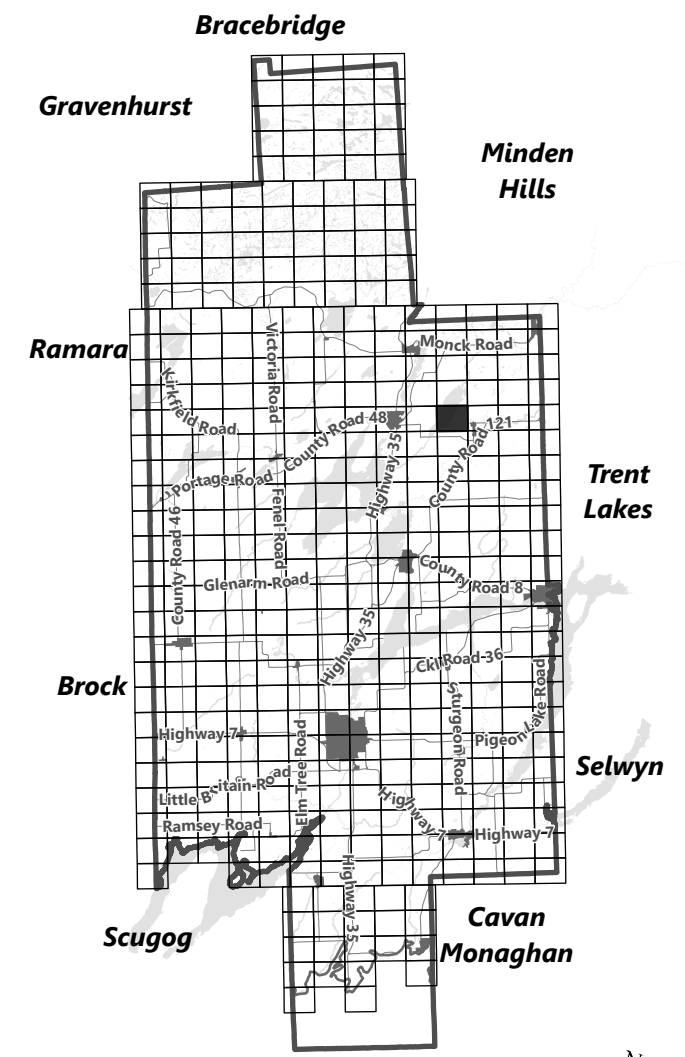 Bracebridge
Gravenhurst
Minden
Hills
Ramara
Victoria Road
Monck Road
Kirkfield Road
County Road 48
Highway 35
County Road 121
Portage Road
Trent
Lakes
County Road 46
Fenel Road
Glenarm Road
County Road 8
Highway 35
Ckl Road 36
Brock
Sturgeon Road
Pigeon Lake Road
Highway 7
Elm Tree Road
Selwyn
Little Britain Road
Highway 7
Ramsey Road
Highway 7
Highway 35
Scugog
Cavan
Monaghan
N